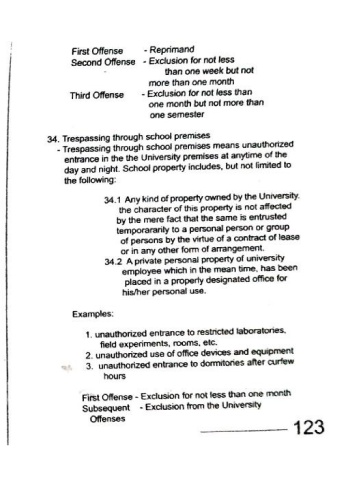 First Offense - Reprimand
Second Offense - Exclusion for not less
than one week but not
more than one month
Third Offense - Exclusion for not less than
one month but not more than
one semester
34. Trespassing through school premises
- Trespassing through school premises means unauthorized
entrance in the the University premises at anytime of the
day and night. School property includes, but not limited to
the following:
34.1 Any kind of property owned by the University.
the character of this property is not affected
by the mere fact that the same is entrusted
temporararily to a personal person or group
of persons by the virtue of a contract of lease
or in any other form of arrangement.
34.2 A private personal property of university
employee which in the mean time, has been
placed in a properly designated office for
his/her personal use.
Examples:
1. unauthorized entrance to restricted laboratories,
field experiments, rooms, etc.
2. unauthorized use of office devices and equipment
3. unauthorized entrance to dormitories after curfew
hours
First Offense - Exclusion for not less than one month
Subsequent - Exclusion from the University
Offenses
123